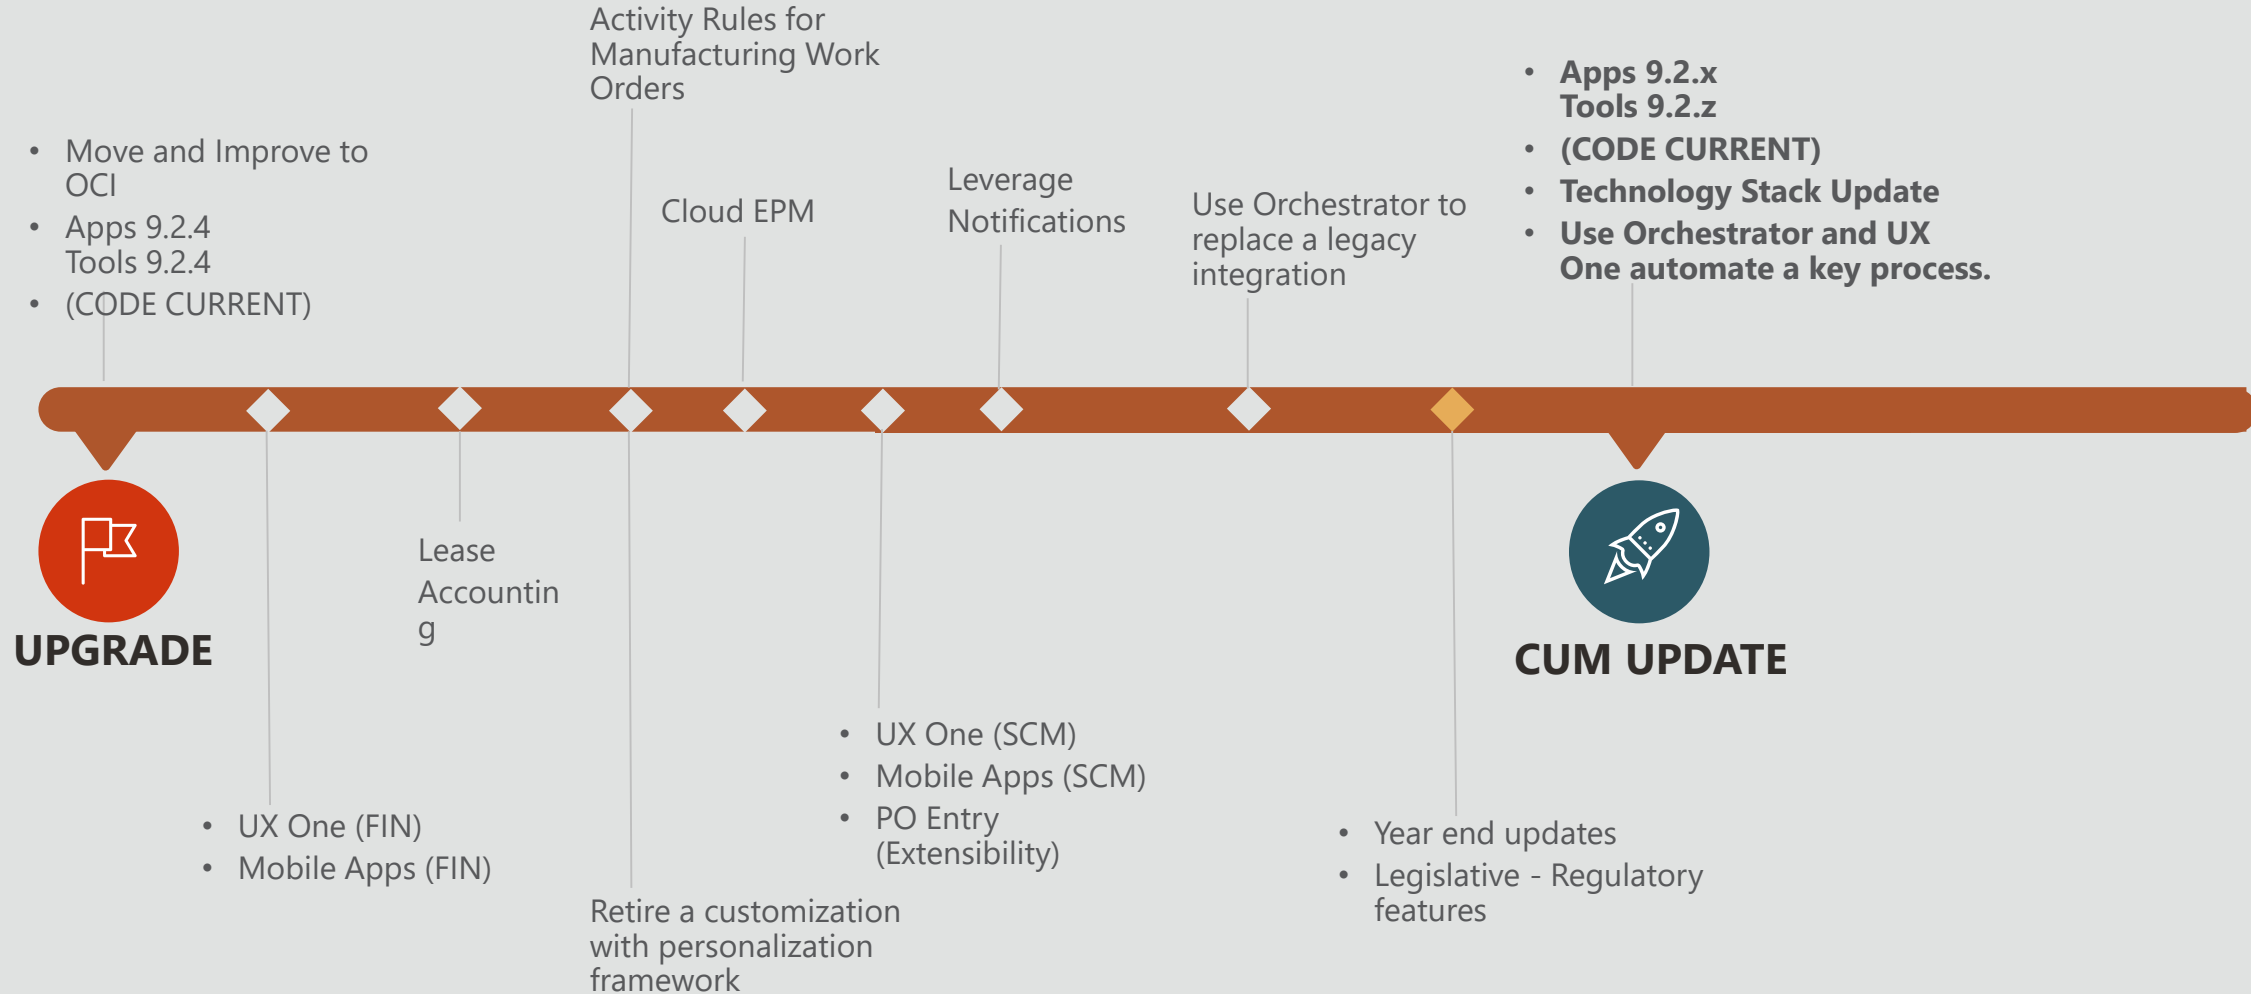 Activity Rules for
Manufacturing Work
Orders
• Move and Improve to
OCI
• Apps 9.2.4
Tools 9.2.4
• (CODE CURRENT)
Cloud EPM
Leverage
Notifications
Use Orchestrator to
replace a legacy
integration
• Apps 9.2.x
Tools 9.2.z
• (CODE CURRENT)
• Technology Stack Update
• Use Orchestrator and UX
One automate a key process.
UPGRADE
Lease
Accountin
g
CUM UPDATE
• UX One (FIN)
• Mobile Apps (FIN)
Retire a customization
with personalization
framework
• UX One (SCM)
• Mobile Apps (SCM)
• PO Entry
(Extensibility)
• Year end updates
• Legislative - Regulatory
features